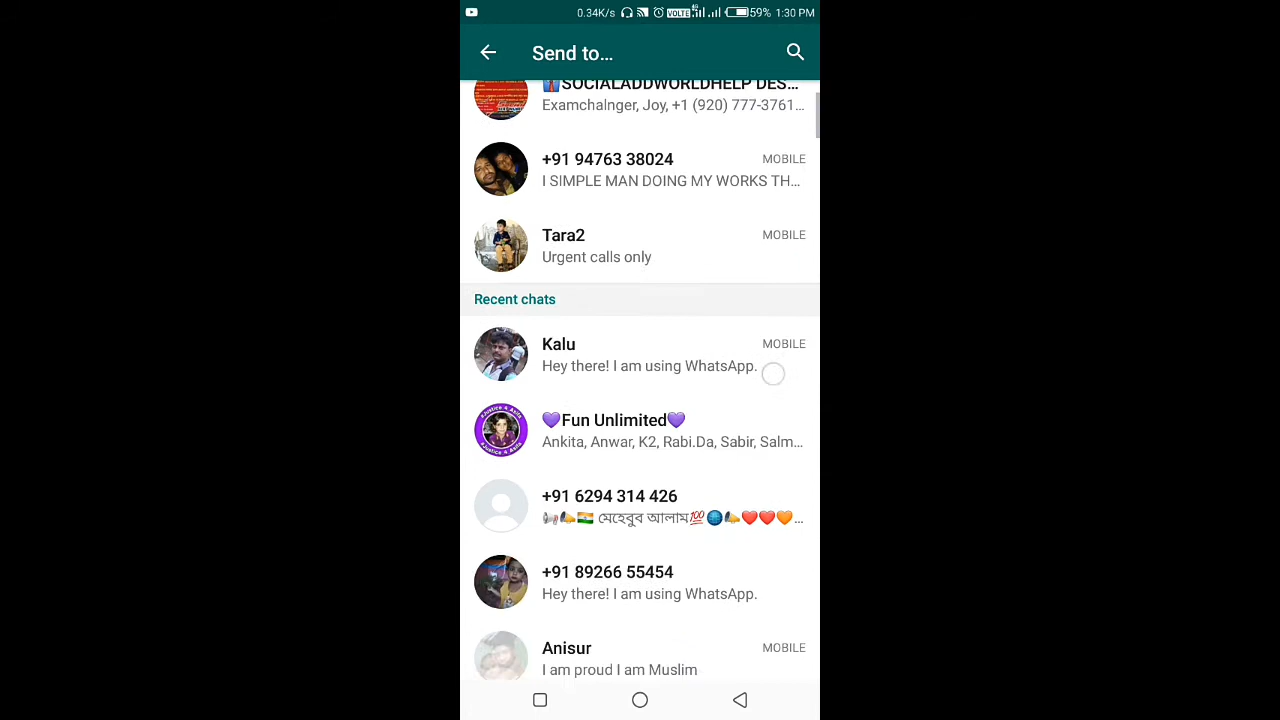 0.34K/s VOLTE 4G 59% 1:30 PM
Send to...
SOCIALADDWORLDHELP DES...
Examchalnger, Joy, +1 (920) 777-3761...
+91 94763 38024 MOBILE
I SIMPLE MAN DOING MY WORKS TH...
Tara2 MOBILE
Urgent calls only
Recent chats
Kalu MOBILE
Hey there! I am using WhatsApp.
💜Fun Unlimited💜
Ankita, Anwar, K2, Rabi.Da, Sabir, Salm...
+91 6294 314 426
📢📣🇮🇳 মেহেবুব আলাম💯🌐📣❤️❤️🧡...
+91 89266 55454
Hey there! I am using WhatsApp.
Anisur MOBILE
I am proud I am Muslim